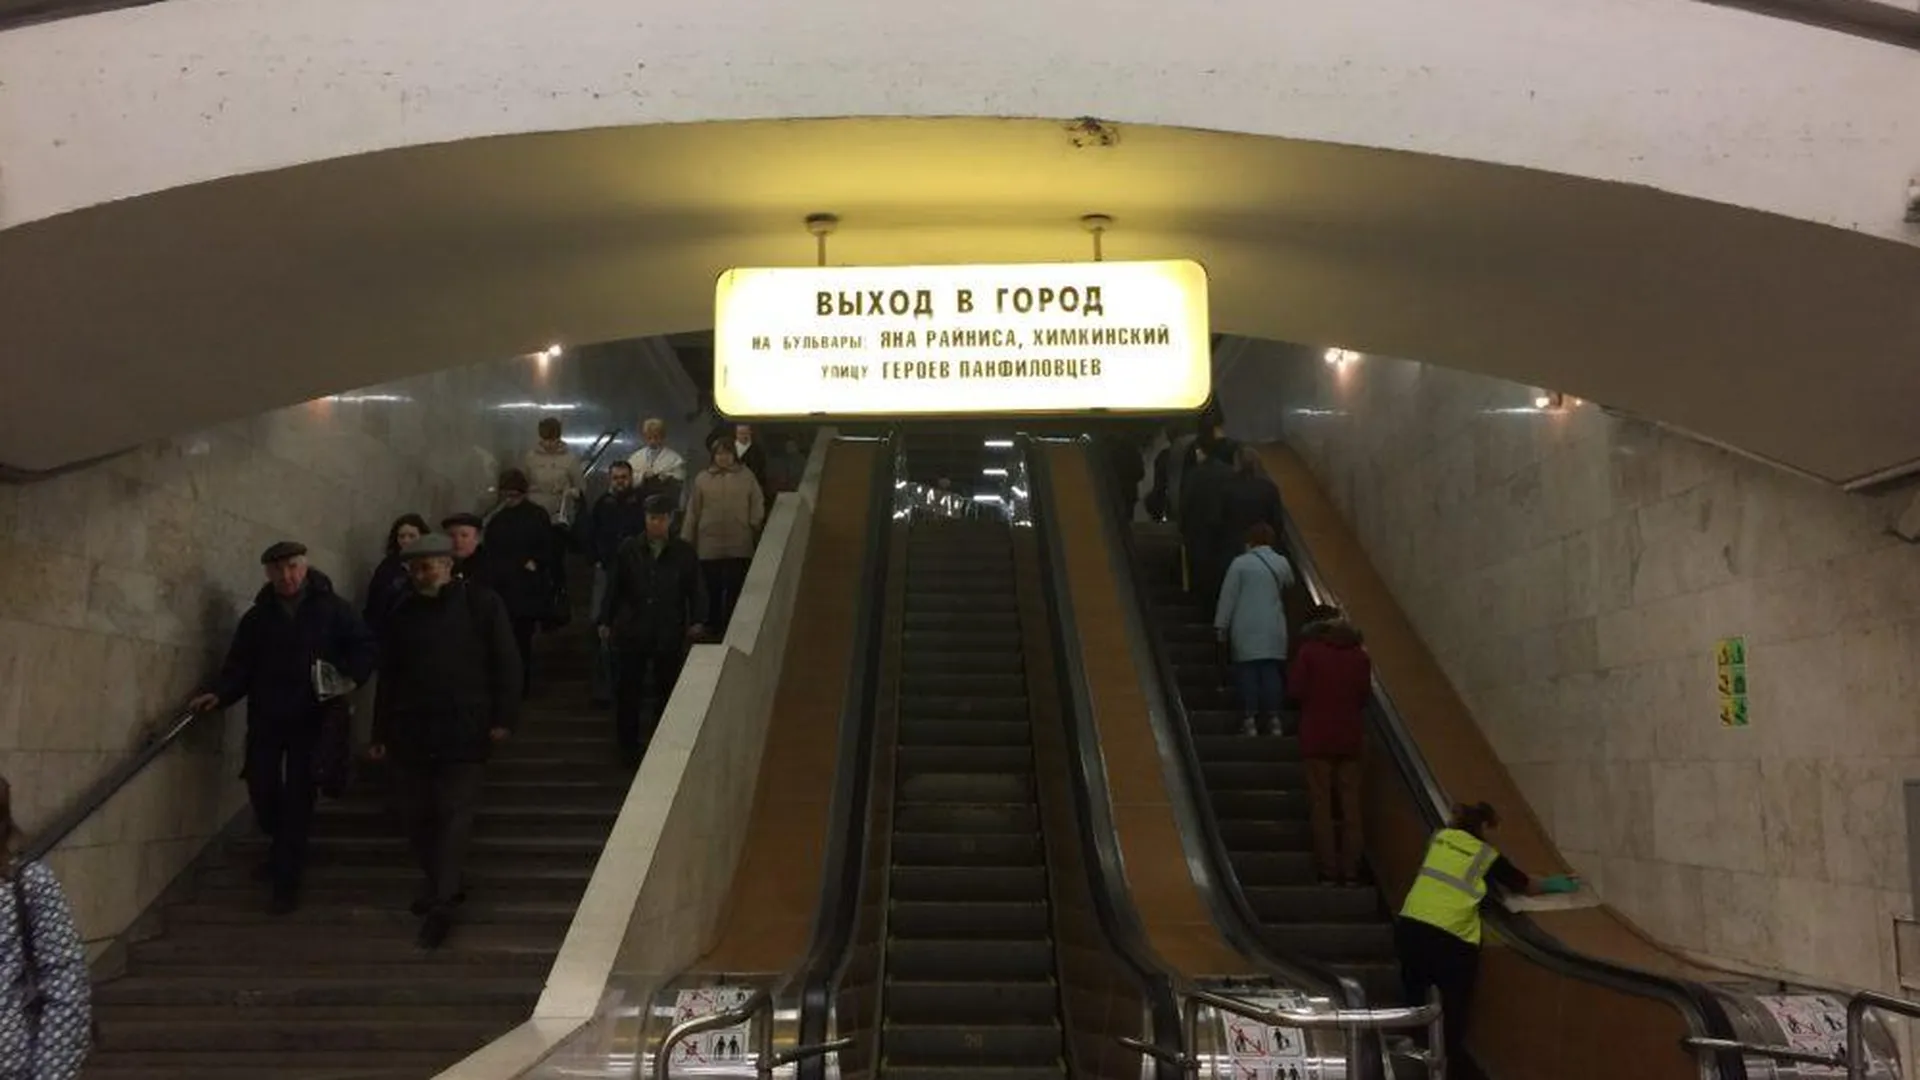 ВЫХОД В ГОРОД
НА БУЛЬВАРЫ: ЯНА РАЙНИСА, ХИМКИНСКИЙ
УЛИЦУ ГЕРОЕВ ПАНФИЛОВЦЕВ